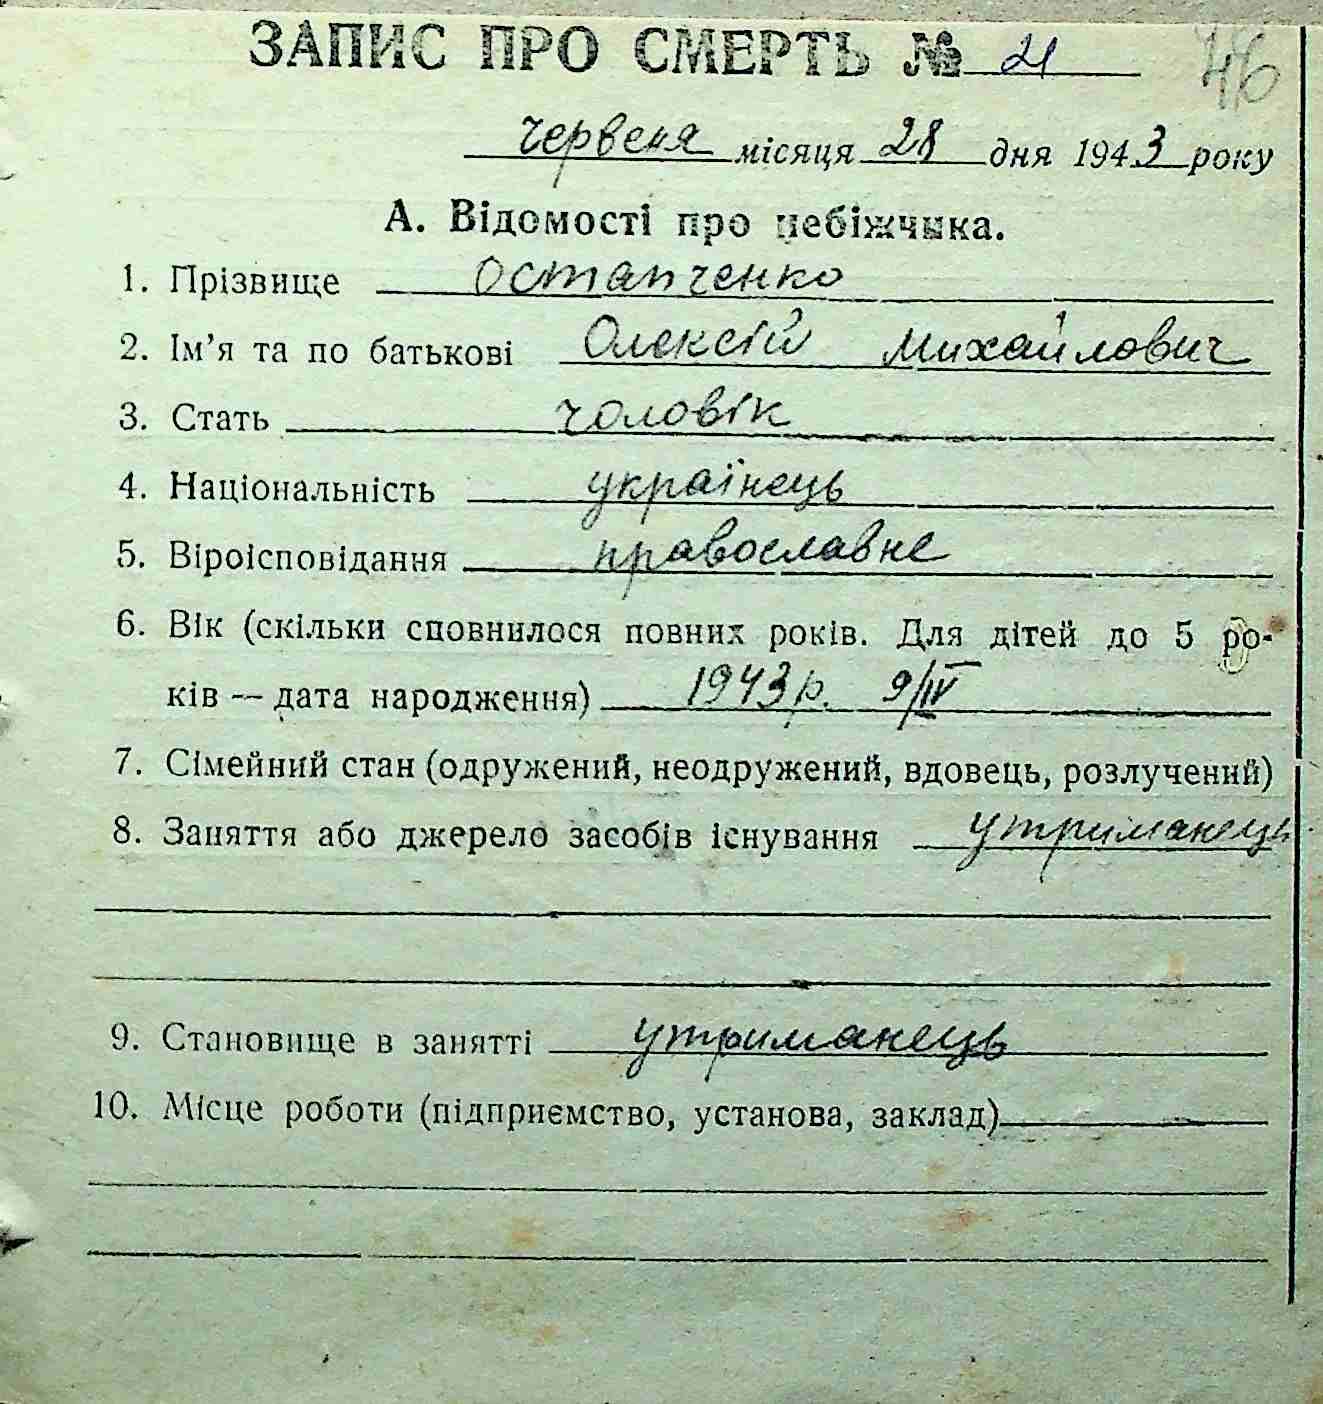 ЗАПИС ПРО СМЕРТЬ № 21
46
червеня місяця 28 дня 1943 року
А. Відомості про небіжчика.
1. Прізвище Остапченко
2. Ім'я та по батькові Олексій Михайлович
3. Стать чоловік
4. Національність українець
5. Віроісповідання православне
6. Вік (скільки сповнилося повних років. Для дітей до 5 ро-
ків — дата народження) 1943 р. 9/IV
7. Сімейний стан (одружений, неодружений, вдовець, розлучений)
8. Заняття або джерело засобів існування утриманець
9. Становище в занятті утриманець
10. Місце роботи (підприємство, установа, заклад)